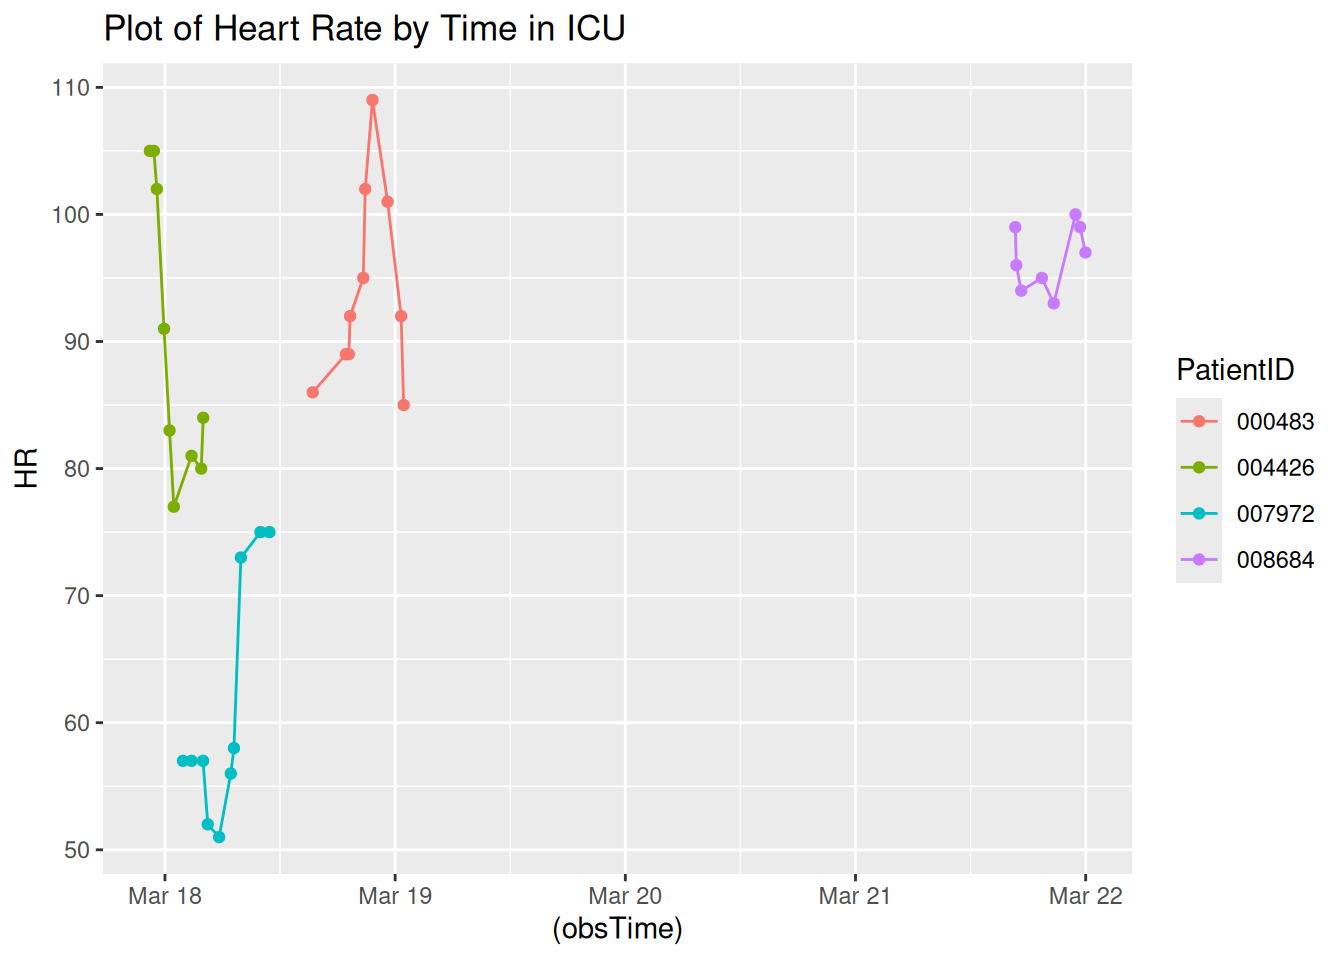 Plot of Heart Rate by Time in ICU
110
100
90
80
70
60
50
HR
Mar 18 Mar 19 Mar 20 Mar 21 Mar 22
(obsTime)
PatientID
000483
004426
007972
008684